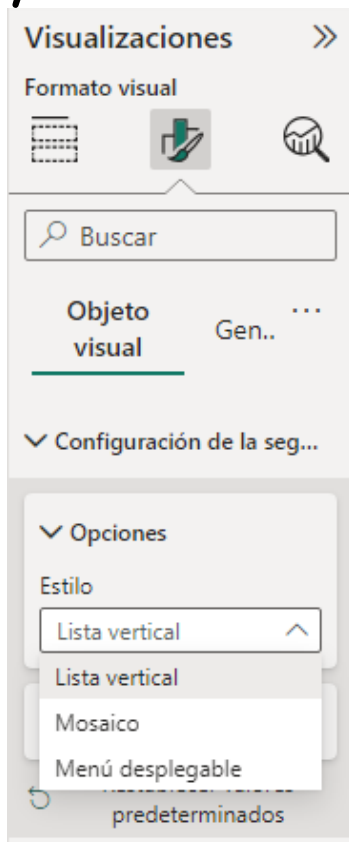 Visualizaciones
Formato visual
Buscar
Objeto
visual
Gen..
Configuración de la seg...
Opciones
Estilo
Lista vertical
Lista vertical
Mosaico
Menú desplegable
predeterminados